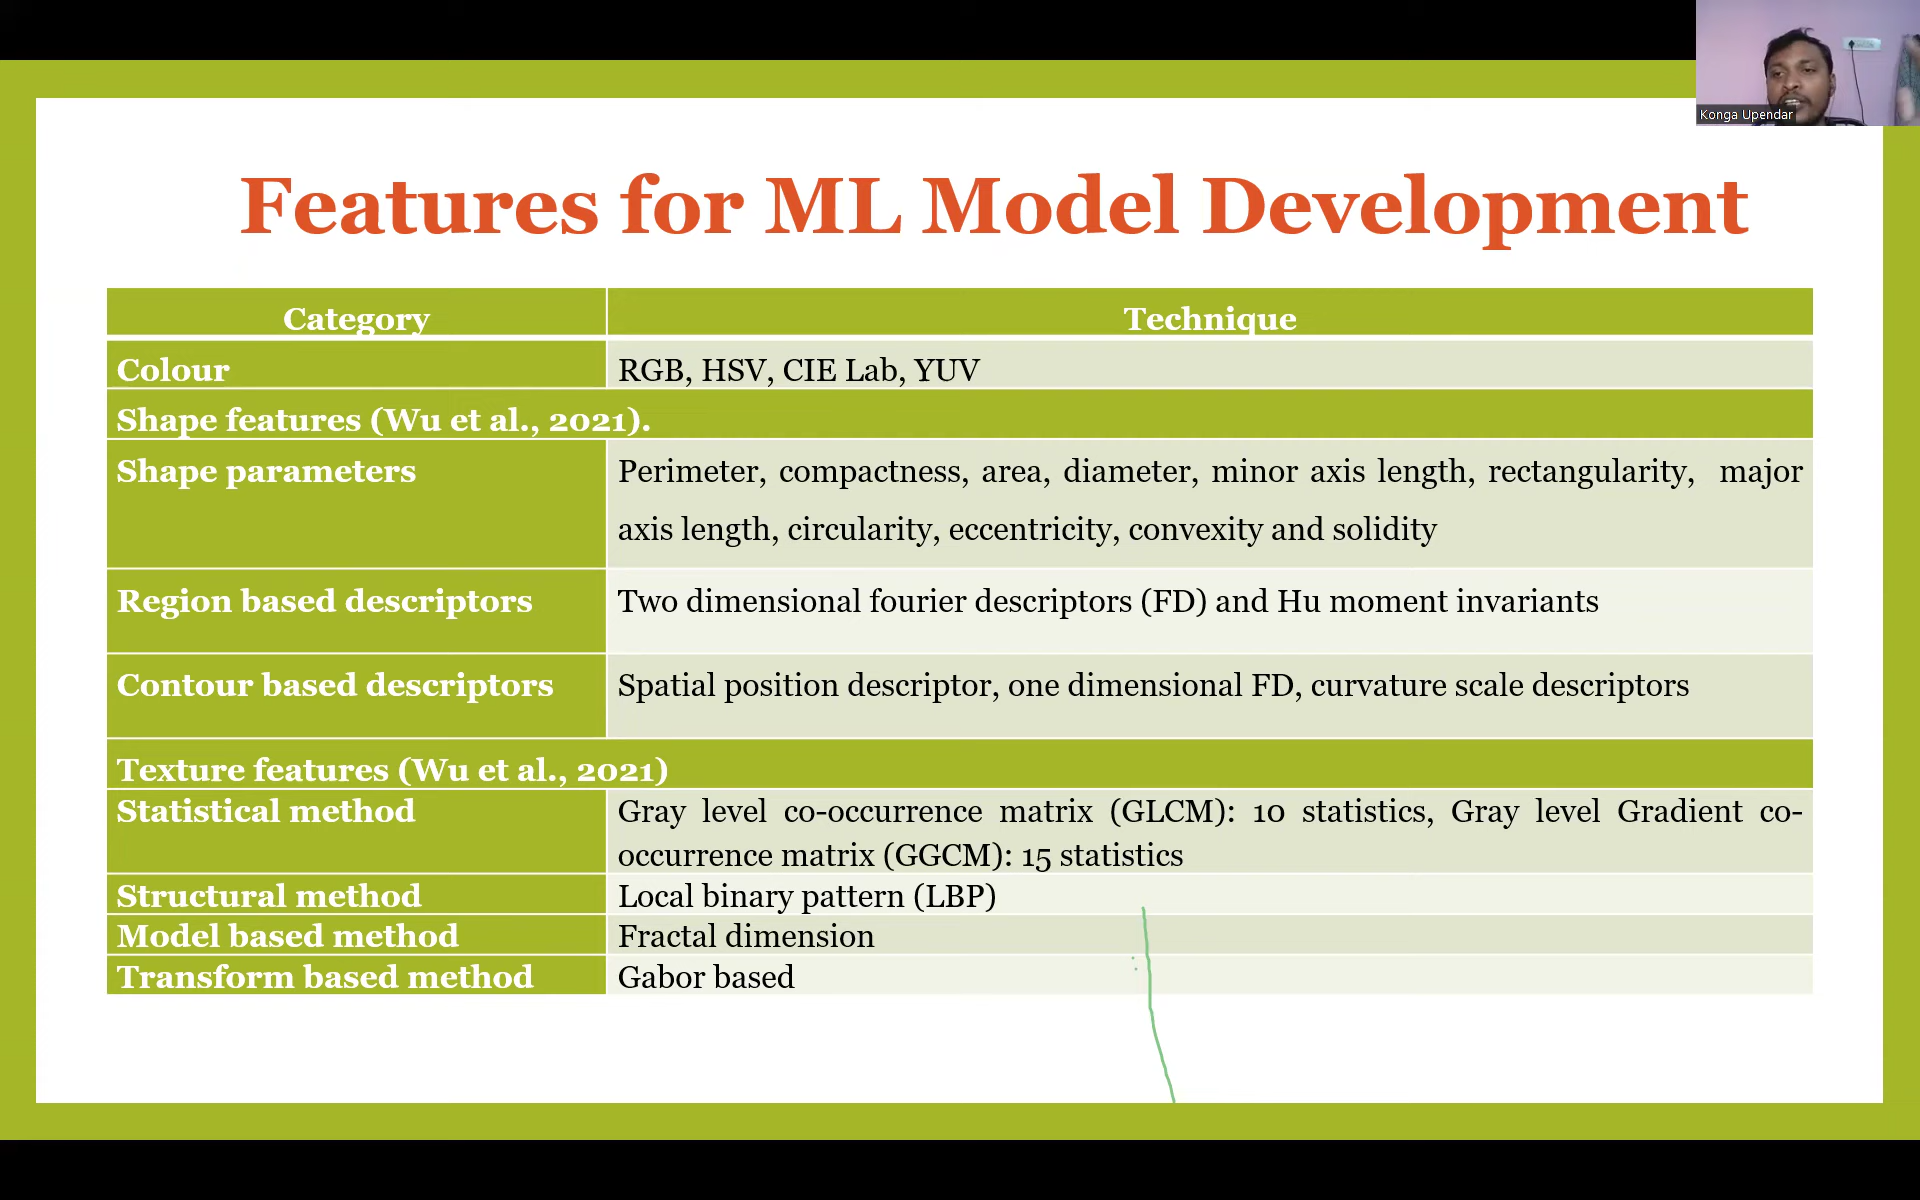 Konga Upendar
Features for ML Model Development
Category Technique
Colour RGB, HSV, CIE Lab, YUV
Shape features (Wu et al., 2021).
Shape parameters Perimeter, compactness, area, diameter, minor axis length, rectangularity, major
axis length, circularity, eccentricity, convexity and solidity
Region based descriptors Two dimensional fourier descriptors (FD) and Hu moment invariants
Contour based descriptors Spatial position descriptor, one dimensional FD, curvature scale descriptors
Texture features (Wu et al., 2021)
Statistical method Gray level co-occurrence matrix (GLCM): 10 statistics, Gray level Gradient co-
occurrence matrix (GGCM): 15 statistics
Structural method Local binary pattern (LBP)
Model based method Fractal dimension
Transform based method Gabor based